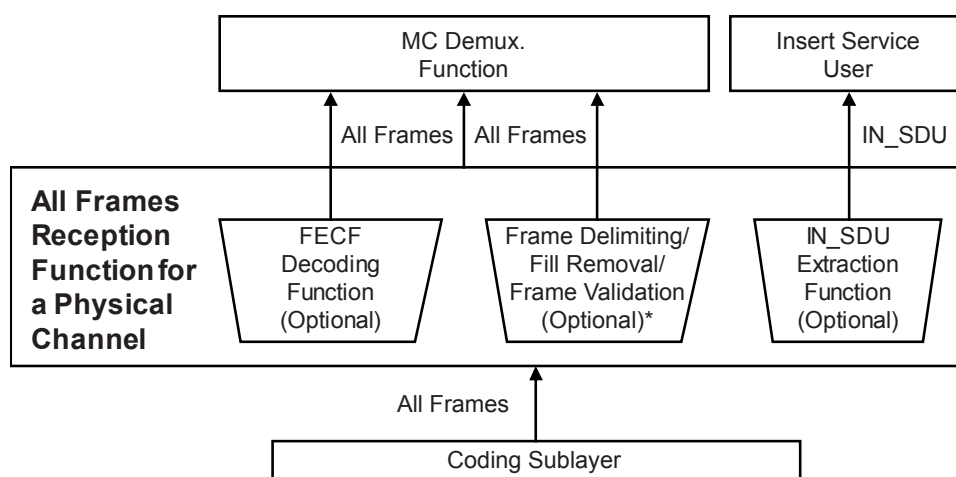 MC Demux.
Function
Insert Service
User
All Frames
All Frames
IN_SDU
All Frames
Reception
Function for
a Physical
Channel
FECF
Decoding
Function
(Optional)
Frame Delimiting/
Fill Removal/
Frame Validation
(Optional)*
IN_SDU
Extraction
Function
(Optional)
All Frames
Coding Sublayer